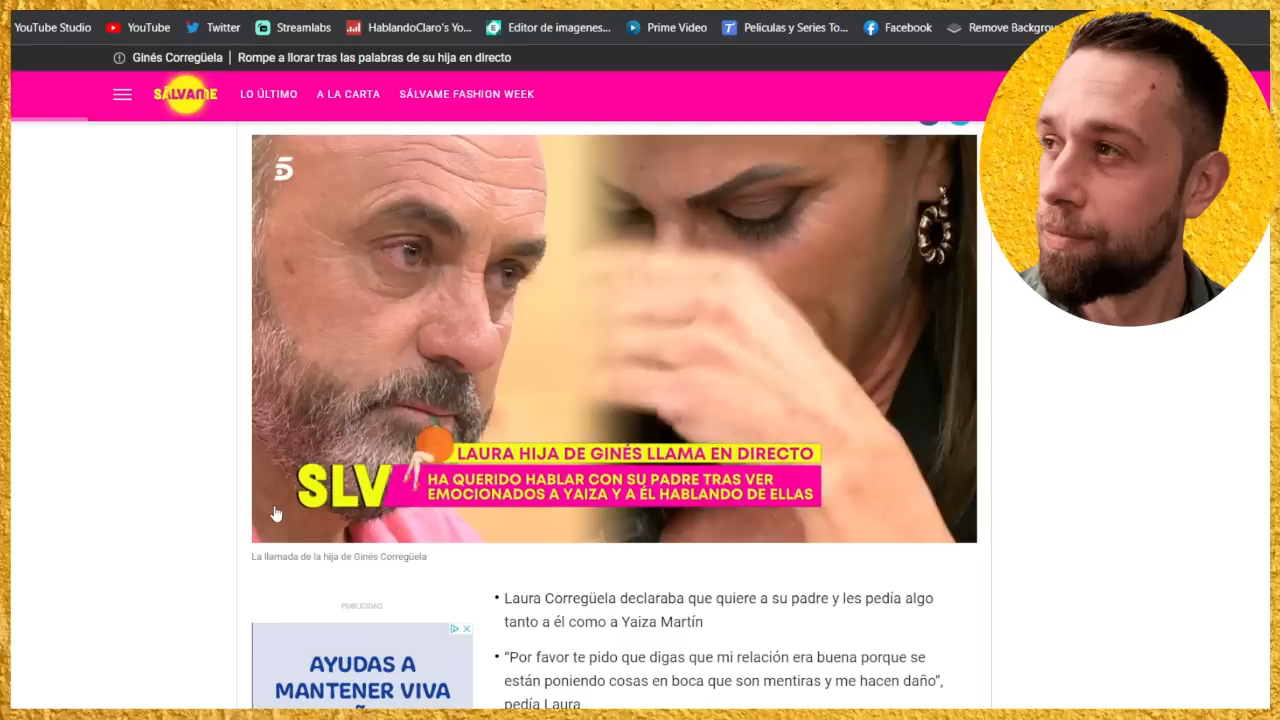 YouTube Studio YouTube Twitter Streamlabs HablandoClaro's Yo... Editor de imagenes... Prime Video Peliculas y Series To... Facebook Remove Backgrou
Ginés Corregüela | Rompe a llorar tras las palabras de su hija en directo
SÁLVAME LO ÚLTIMO A LA CARTA SÁLVAME FASHION WEEK
5
LAURA HIJA DE GINÉS LLAMA EN DIRECTO
SLV
HA QUERIDO HABLAR CON SU PADRE TRAS VER
EMOCIONADOS A YAIZA Y A ÉL HABLANDO DE ELLAS
La llamada de la hija de Ginés Corregüela
PUBLICIDAD
AYUDAS A
MANTENER VIVA
• Laura Corregüela declaraba que quiere a su padre y les pedía algo
tanto a él como a Yaiza Martín
• “Por favor te pido que digas que mi relación era buena porque se
están poniendo cosas en boca que son mentiras y me hacen daño”,
pedía Laura